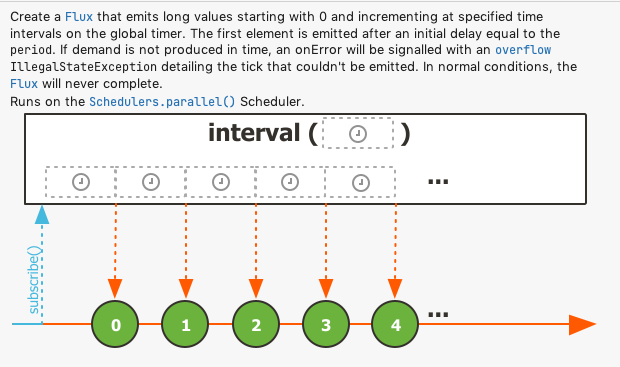 Create a Flux that emits long values starting with 0 and incrementing at specified time
intervals on the global timer. The first element is emitted after an initial delay equal to the
period. If demand is not produced in time, an onError will be signalled with an overflow
IllegalStateException detailing the tick that couldn't be emitted. In normal conditions, the
Flux will never complete.
Runs on the Schedulers.parallel() Scheduler.
interval ( )
...
subscribe()
0 1 2 3 4 ...